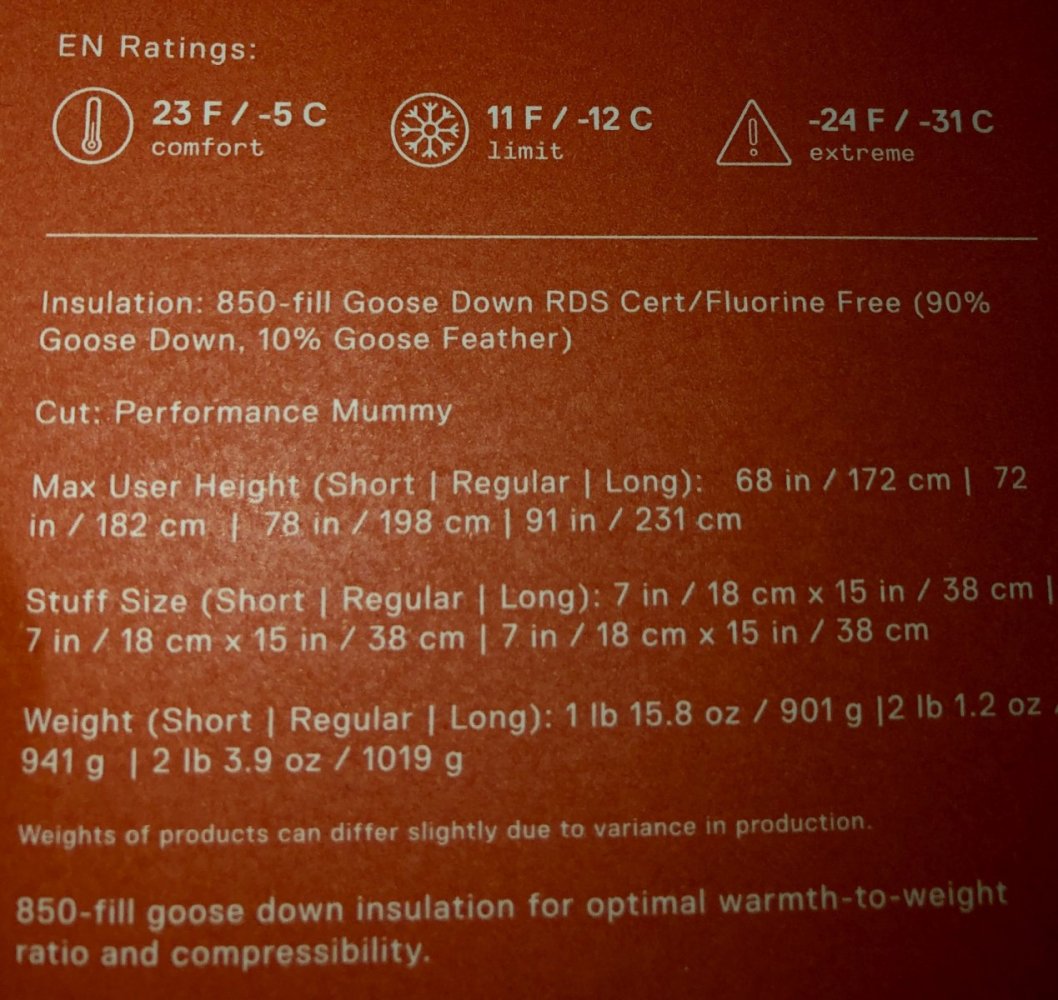 EN Ratings:
23 F / -5 C
comfort
11 F / -12 C
limit
-24 F / -31 C
extreme
Insulation: 850-fill Goose Down RDS Cert/Fluorine Free (90%
Goose Down, 10% Goose Feather)
Cut: Performance Mummy
Max User Height (Short | Regular | Long): 68 in / 172 cm | 72
in / 182 cm | 78 in / 198 cm | 91 in / 231 cm
Stuff Size (Short | Regular | Long): 7 in / 18 cm x 15 in / 38 cm |
7 in / 18 cm x 15 in / 38 cm | 7 in / 18 cm x 15 in / 38 cm
Weight (Short | Regular | Long): 1 lb 15.8 oz / 901 g |2 lb 1.2 oz /
941 g | 2 lb 3.9 oz / 1019 g
Weights of products can differ slightly due to variance in production.
850-fill goose down insulation for optimal warmth-to-weight
ratio and compressibility.